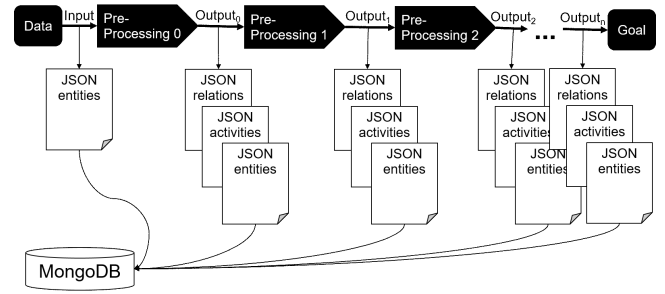 Data
Input
Pre-
Processing 0
Output0
Pre-
Processing 1
Output1
Pre-
Processing 2
Output2
...
Outputn
Goal
JSON
entities
JSON
relations
JSON
activities
JSON
entities
JSON
relations
JSON
activities
JSON
entities
JSON
relations
JSON
activities
JSON
entities
JSON
relations
JSON
activities
JSON
entities
MongoDB